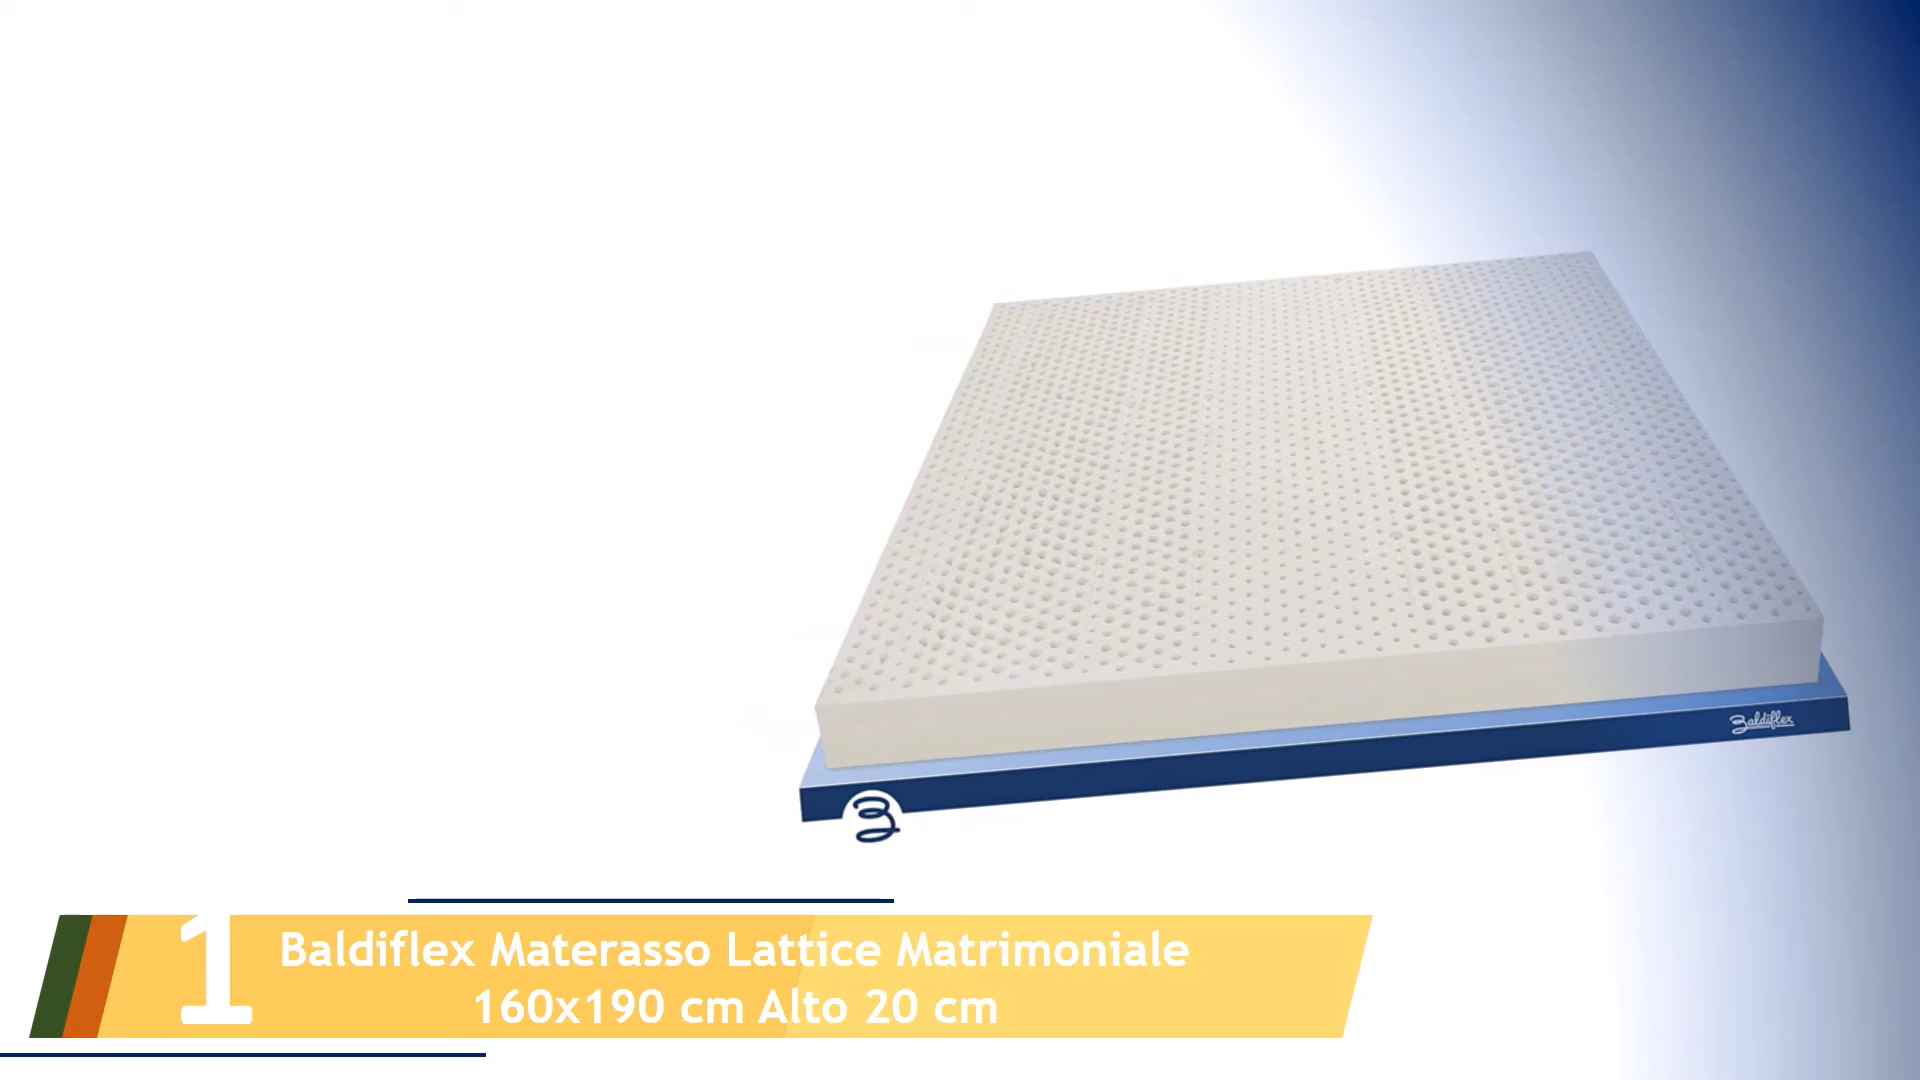 Baldiflex
1
Baldiflex Materasso Lattice Matrimoniale
160x190 cm Alto 20 cm